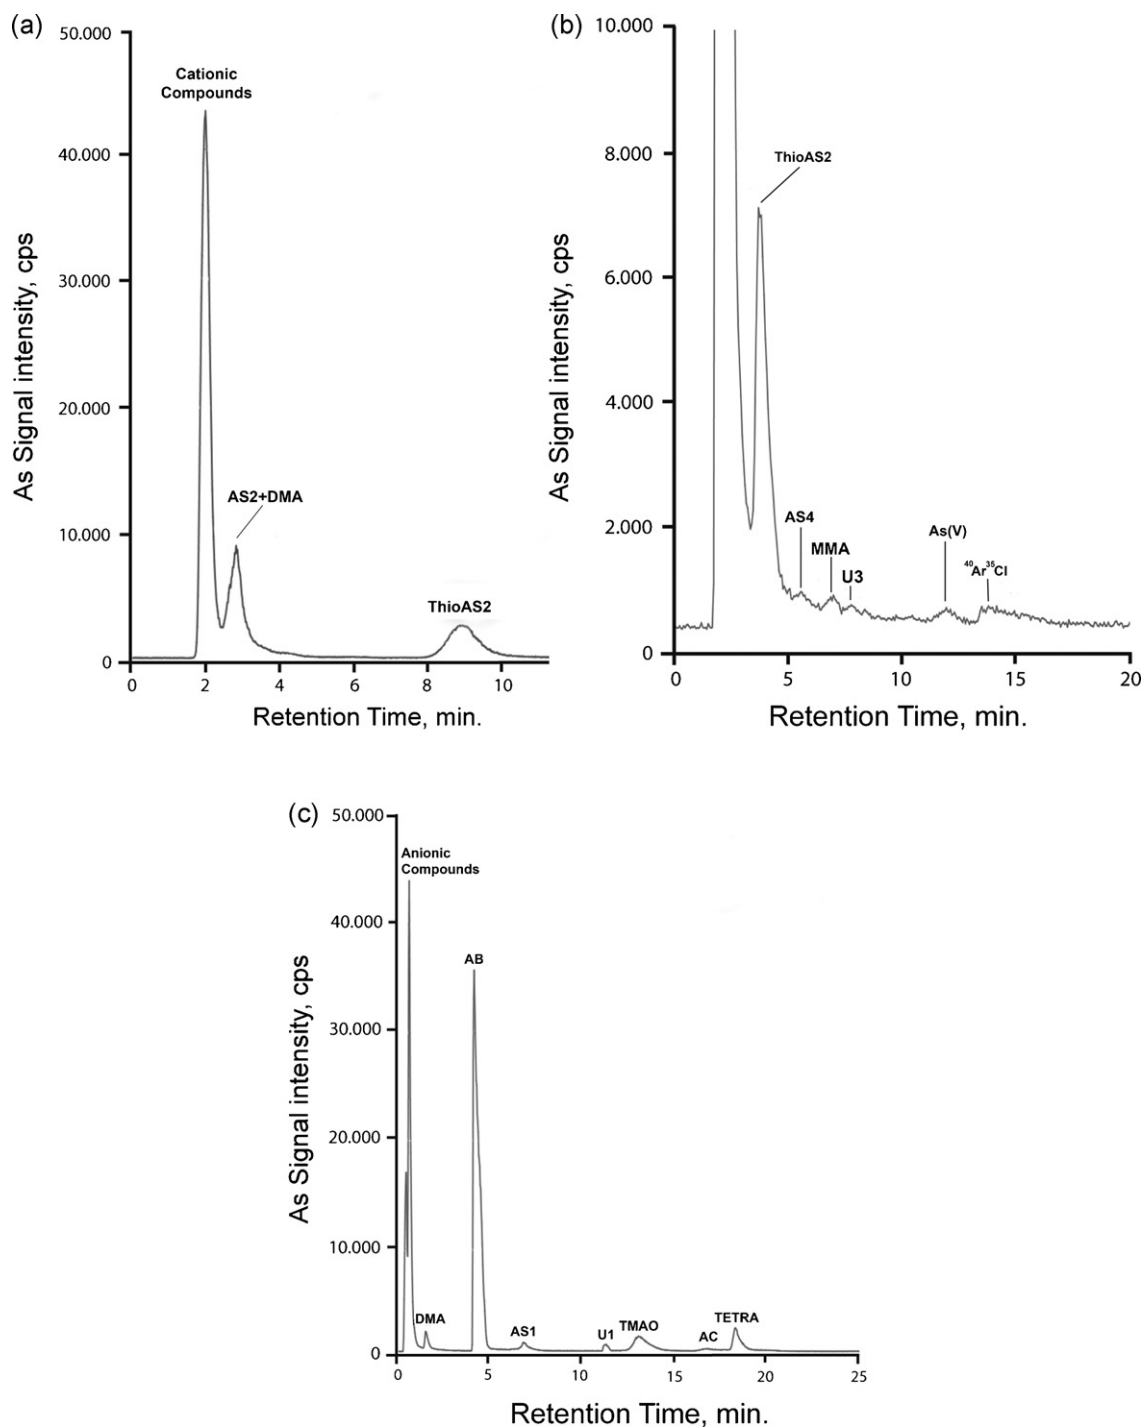 (a)
50.000
40.000
30.000
20.000
10.000
0
As Signal intensity, cps
Cationic
Compounds
AS2+DMA
ThioAS2
0 2 4 6 8 10
Retention Time, min.
(b)
10.000
8.000
6.000
4.000
2.000
0
As Signal intensity, cps
ThioAS2
AS4
MMA
U3
As(V)
⁴⁰Ar³⁵Cl
0 5 10 15 20
Retention Time, min.
(c)
50.000
40.000
30.000
20.000
10.000
0
As Signal intensity, cps
Anionic
Compounds
DMA
AB
AS1
U1
TMAO
AC
TETRA
0 5 10 15 20 25
Retention Time, min.